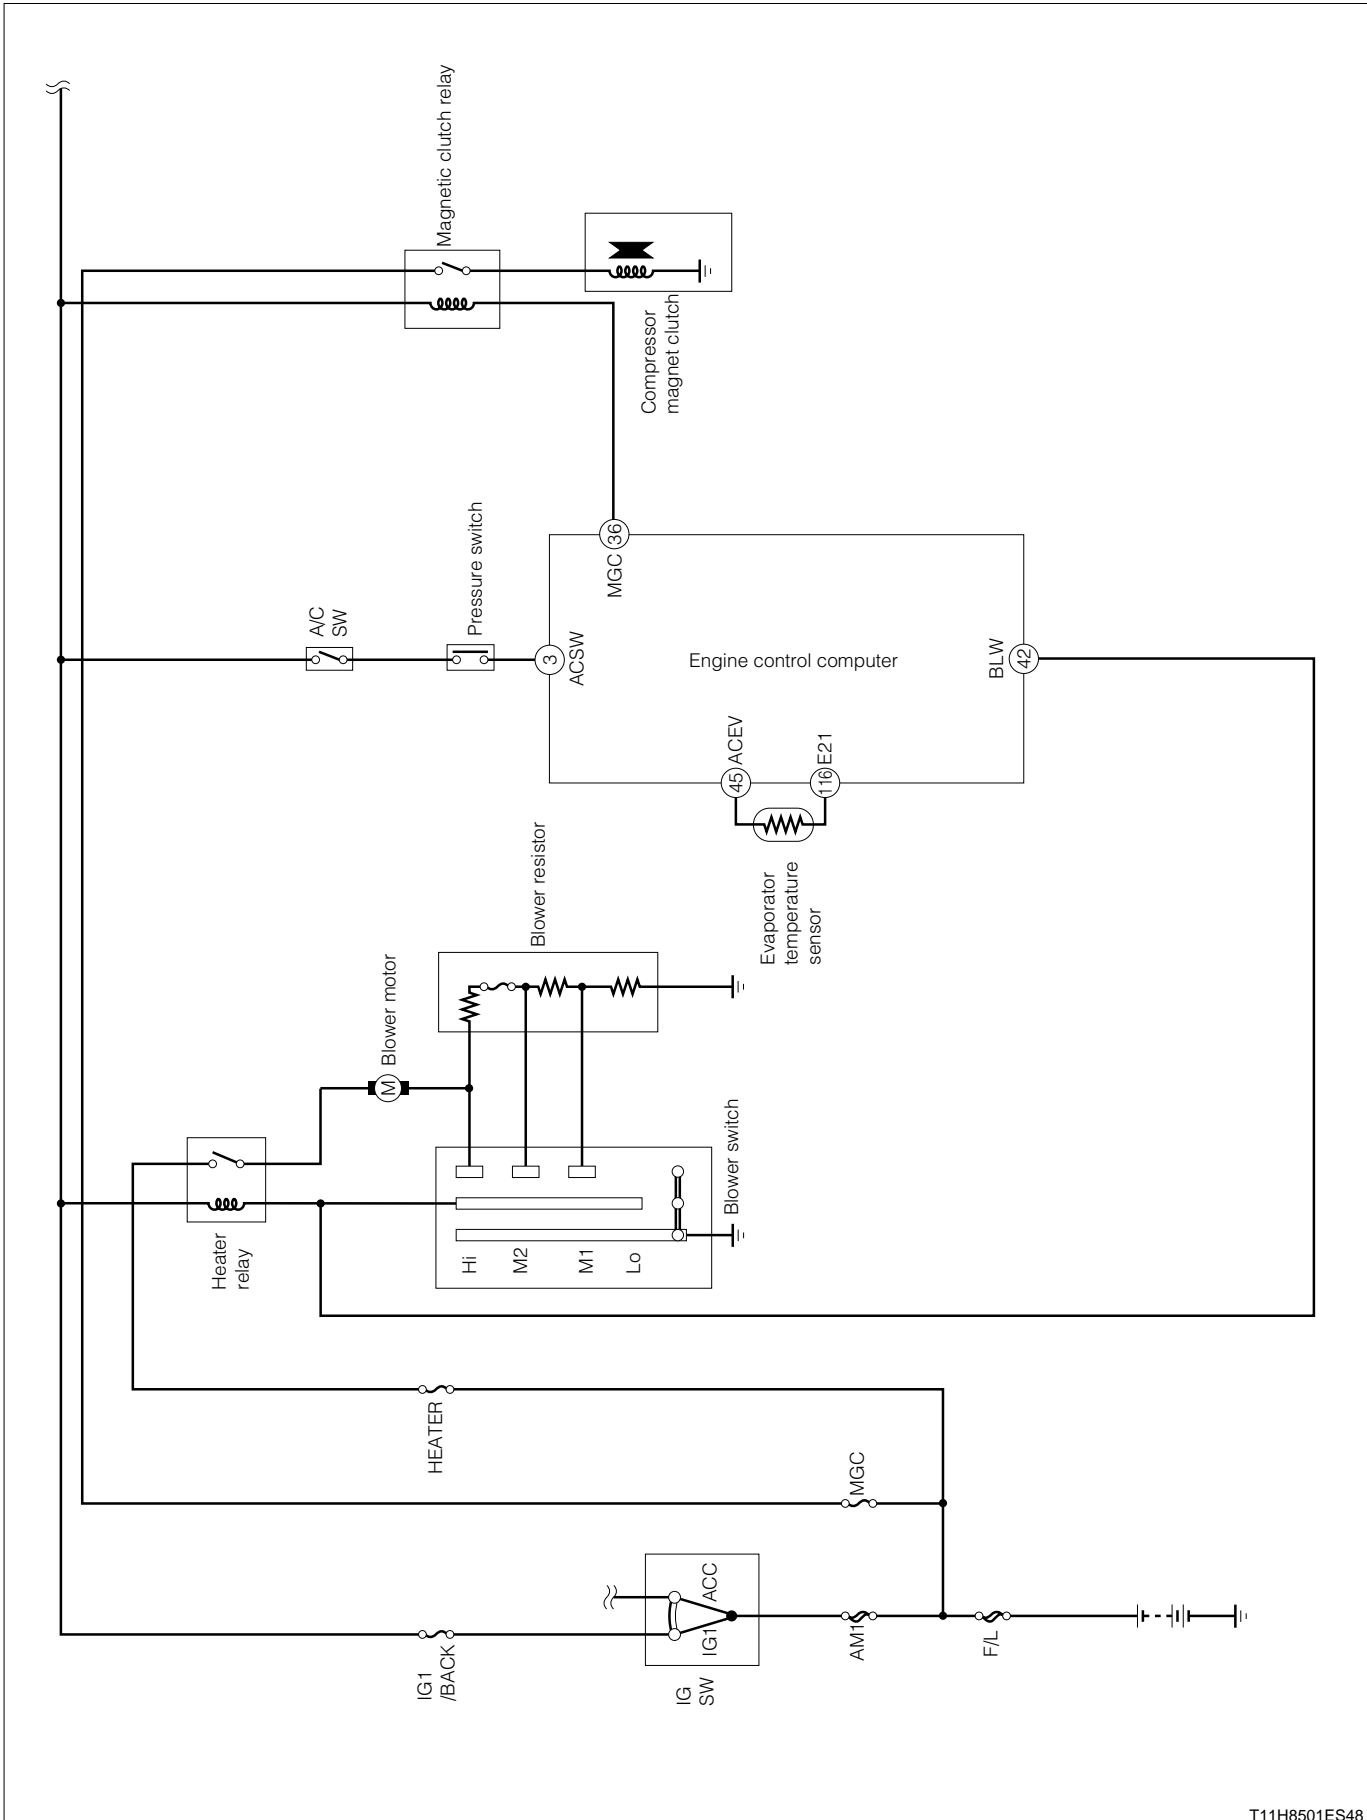 Magnetic clutch relay
Compressor
magnet clutch
Pressure switch
A/C
SW
36
MGC
3
ACSW
Engine control computer
42
BLW
45
ACEV
116
E21
Evaporator
temperature
sensor
Blower resistor
Blower motor
M
Blower switch
Heater
relay
Hi
M2
M1
Lo
HEATER
MGC
IG1
/BACK
ACC
IG1
IG
SW
AM1
F/L
T11H8501ES48